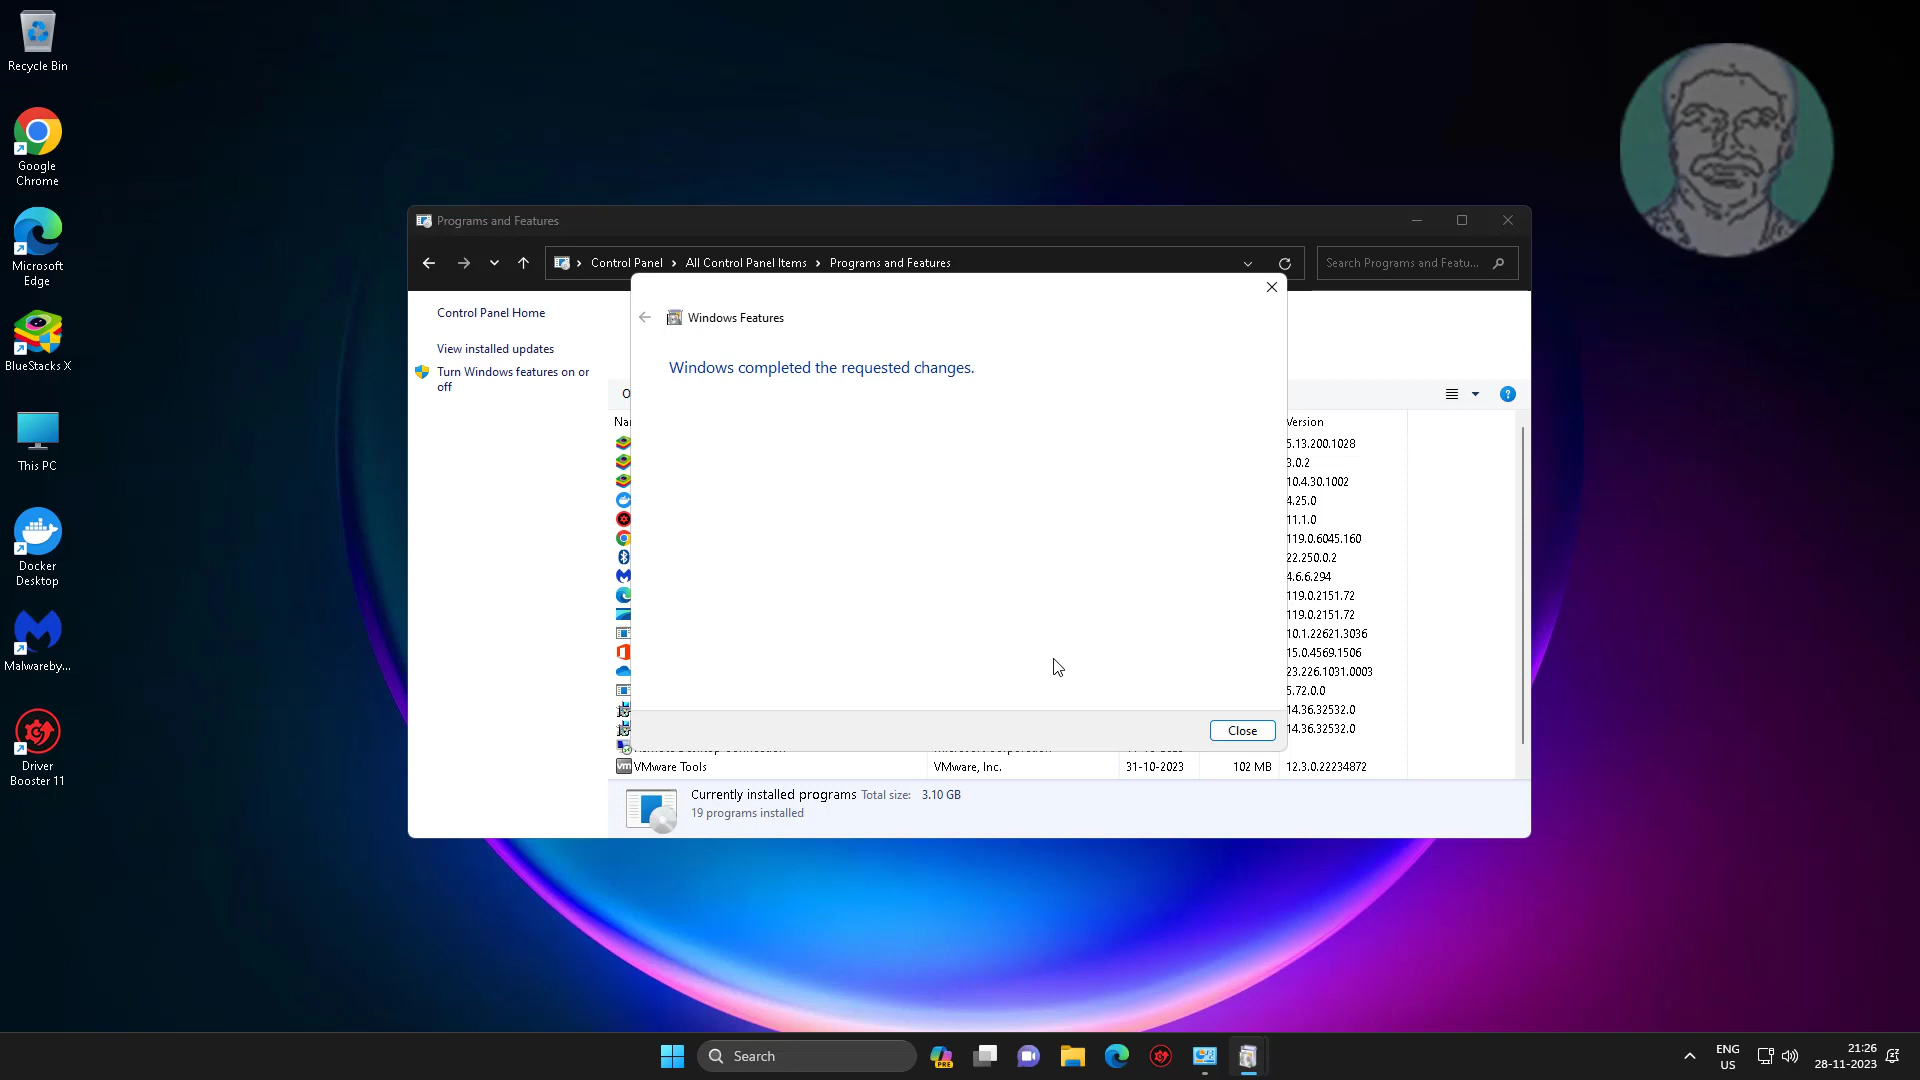 Recycle Bin
Google
Chrome
Microsoft
Edge
BlueStacks X
This PC
Docker
Desktop
Malwareby...
Driver
Booster 11
Programs and Features
Control Panel > All Control Panel Items > Programs and Features
Search Programs and Featu...
Control Panel Home
View installed updates
Turn Windows features on or
off
Windows Features
Windows completed the requested changes.
Close
Version
5.13.200.1028
3.0.2
10.4.30.1002
4.25.0
11.1.0
119.0.6045.160
22.250.0.2
4.6.6.294
119.0.2151.72
119.0.2151.72
10.1.22621.3036
15.0.4569.1506
23.226.1031.0003
5.72.0.0
14.36.32532.0
14.36.32532.0
VMware Tools VMware, Inc. 31-10-2023 102 MB 12.3.0.22234872
Currently installed programs Total size: 3.10 GB
19 programs installed
Search
PRE
ENG
US
21:26
28-11-2023